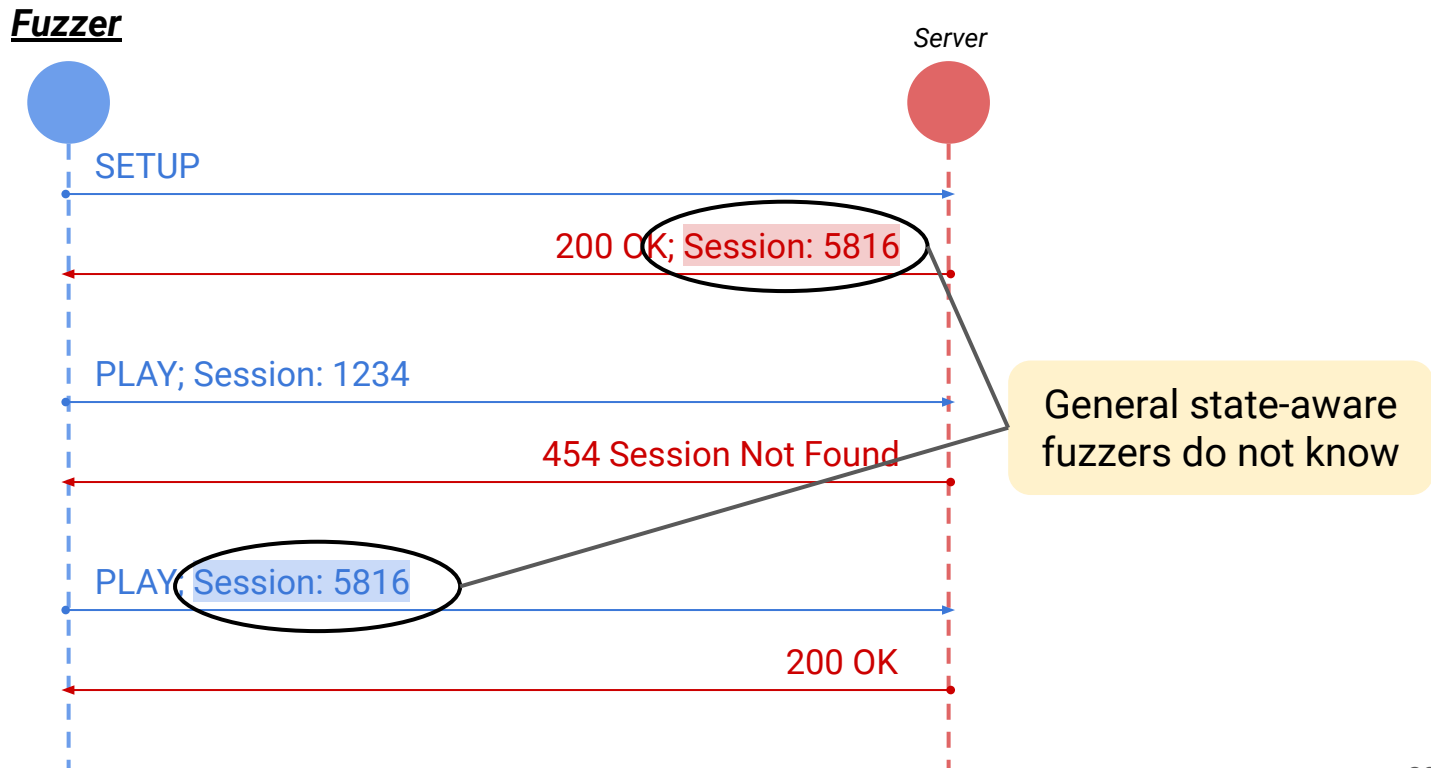 Fuzzer
Server
SETUP
200 OK; Session: 5816
PLAY; Session: 1234
General state-aware
fuzzers do not know
454 Session Not Found
PLAY; Session: 5816
200 OK